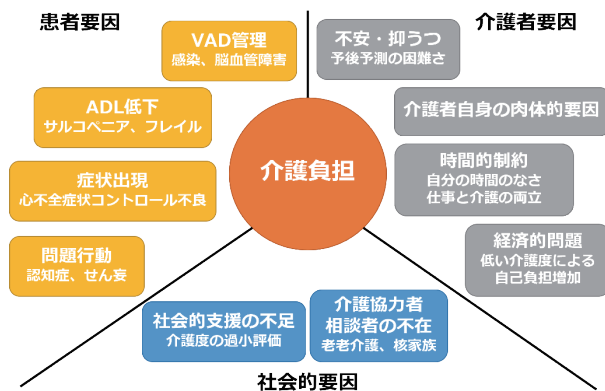 患者要因
VAD管理
感染、脳血管障害
ADL低下
サルコペニア、フレイル
症状出現
心不全症状コントロール不良
問題行動
認知症、せん妄
介護負担
介護者要因
不安・抑うつ
予後予測の困難さ
介護者自身の肉体的要因
時間的制約
自分の時間のなさ
仕事と介護の両立
経済的問題
低い介護度による
自己負担増加
社会的支援の不足
介護度の過小評価
介護協力者
相談者の不在
老老介護、核家族
社会的要因